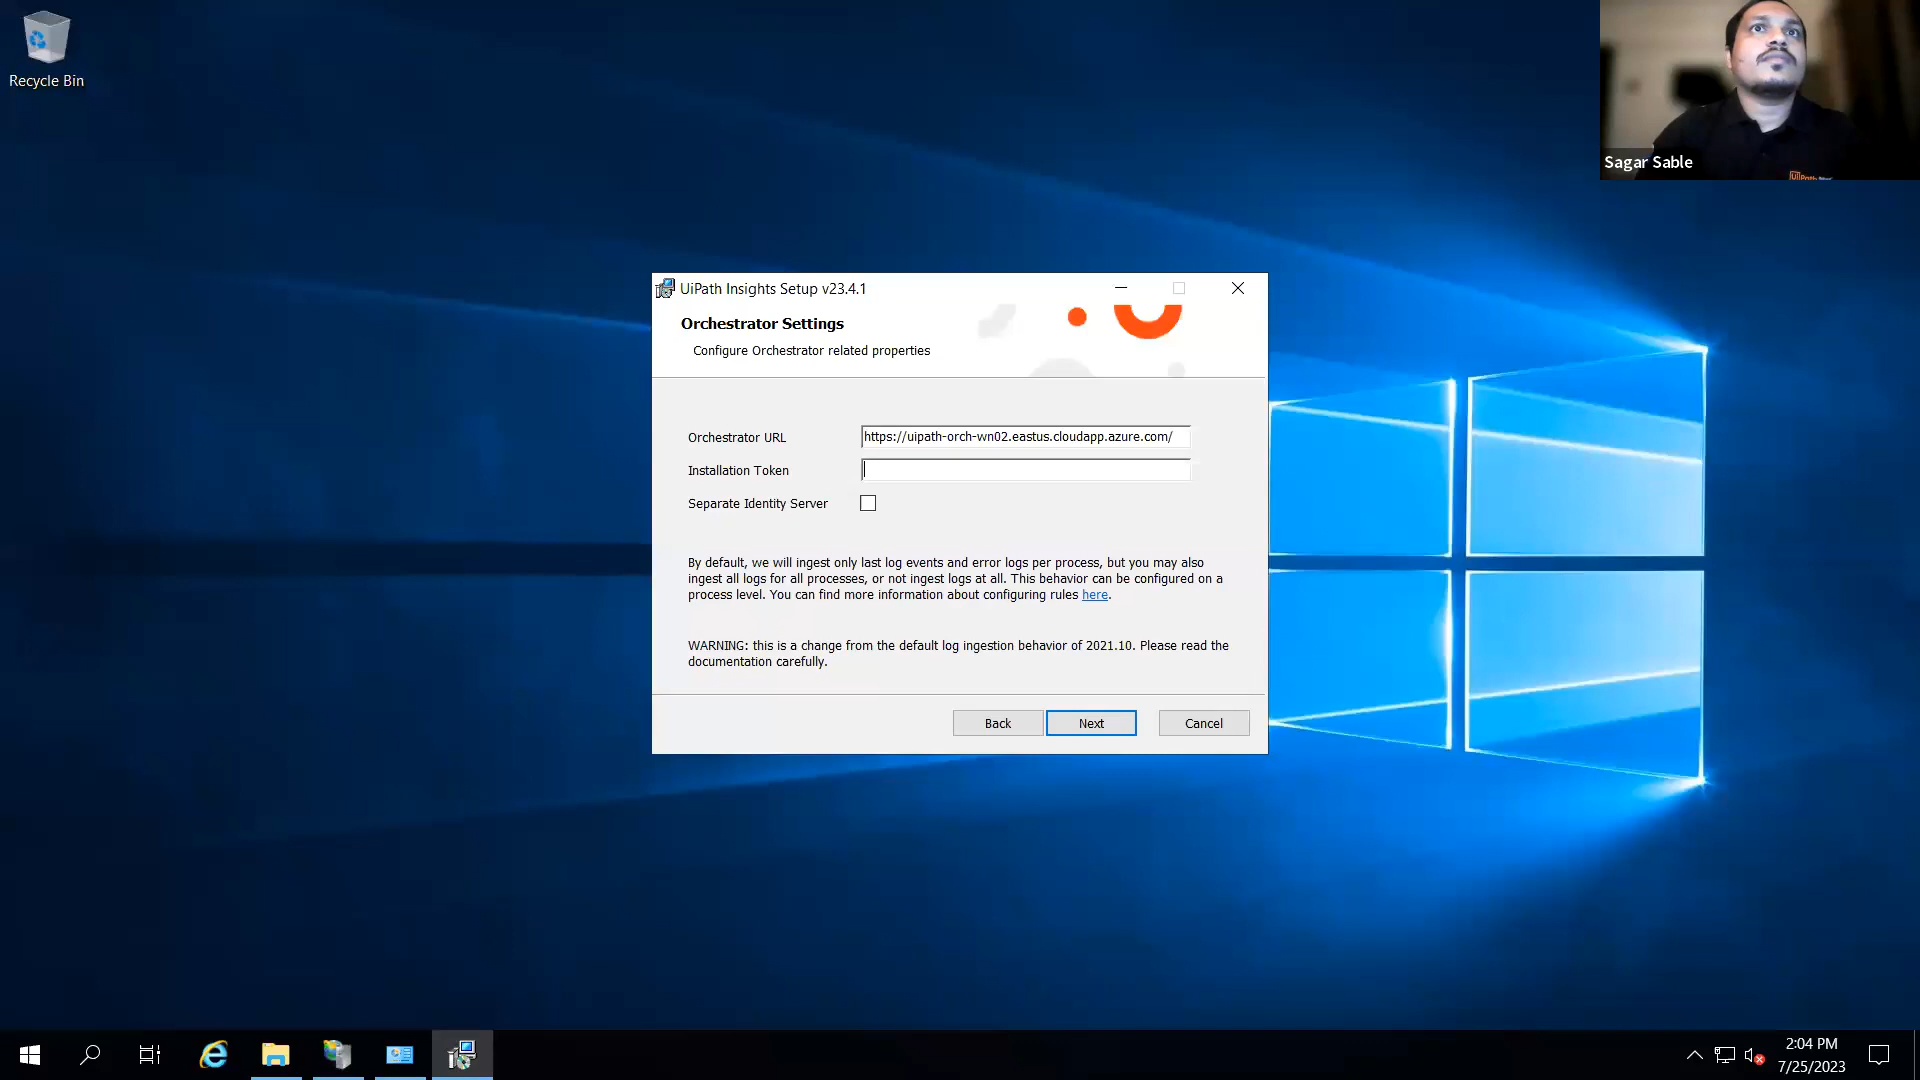 Recycle Bin
Sagar Sable
UiPath
UiPath Insights Setup v23.4.1
Orchestrator Settings
Configure Orchestrator related properties
Orchestrator URL
https://uipath-orch-wn02.eastus.cloudapp.azure.com/
Installation Token
Separate Identity Server
By default, we will ingest only last log events and error logs per process, but you may also
ingest all logs for all processes, or not ingest logs at all. This behavior can be configured on a
process level. You can find more information about configuring rules here.
WARNING: this is a change from the default log ingestion behavior of 2021.10. Please read the
documentation carefully.
Back
Next
Cancel
2:04 PM
7/25/2023